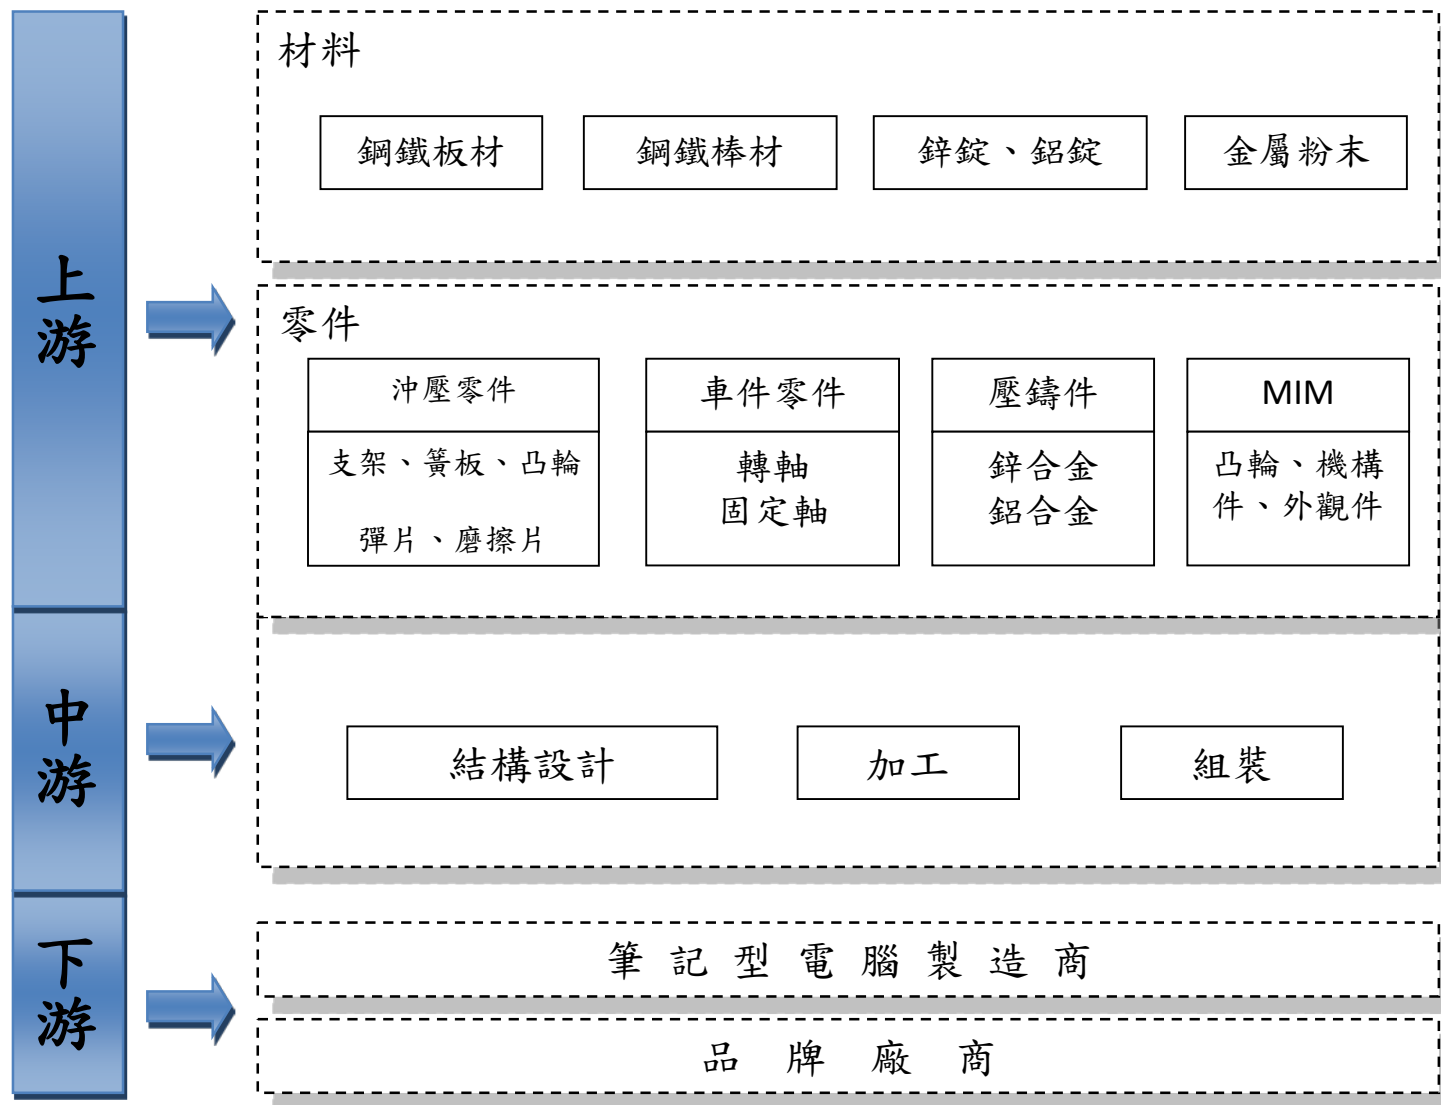 材料
鋼鐵板材
鋼鐵棒材
鋅錠、鋁錠
金屬粉末
上游
零件
沖壓零件
支架、簧板、凸輪
彈片、磨擦片
車件零件
轉軸
固定軸
壓鑄件
鋅合金
鋁合金
MIM
凸輪、機構
件、外觀件
中游
結構設計
加工
組裝
下游
筆記型電腦製造商
品牌廠商